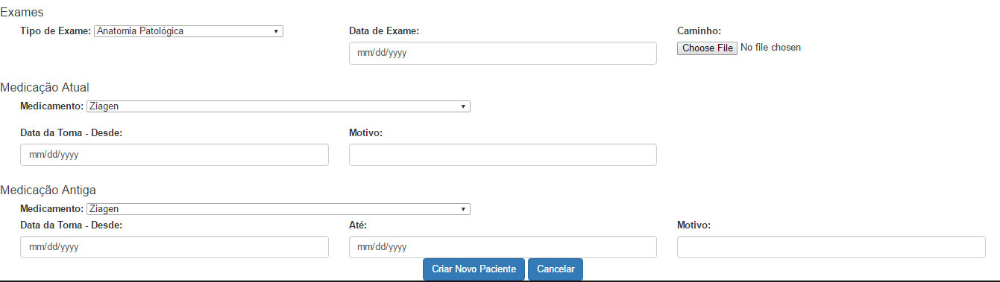 Exames
Tipo de Exame: Anatomia Patológica Data de Exame: Caminho:
mm/dd/yyyy Choose File No file chosen
Medicação Atual
Medicamento: Ziagen
Data da Toma - Desde: Motivo:
mm/dd/yyyy
Medicação Antiga
Medicamento: Ziagen
Data da Toma - Desde: Até: Motivo:
mm/dd/yyyy mm/dd/yyyy
Criar Novo Paciente Cancelar